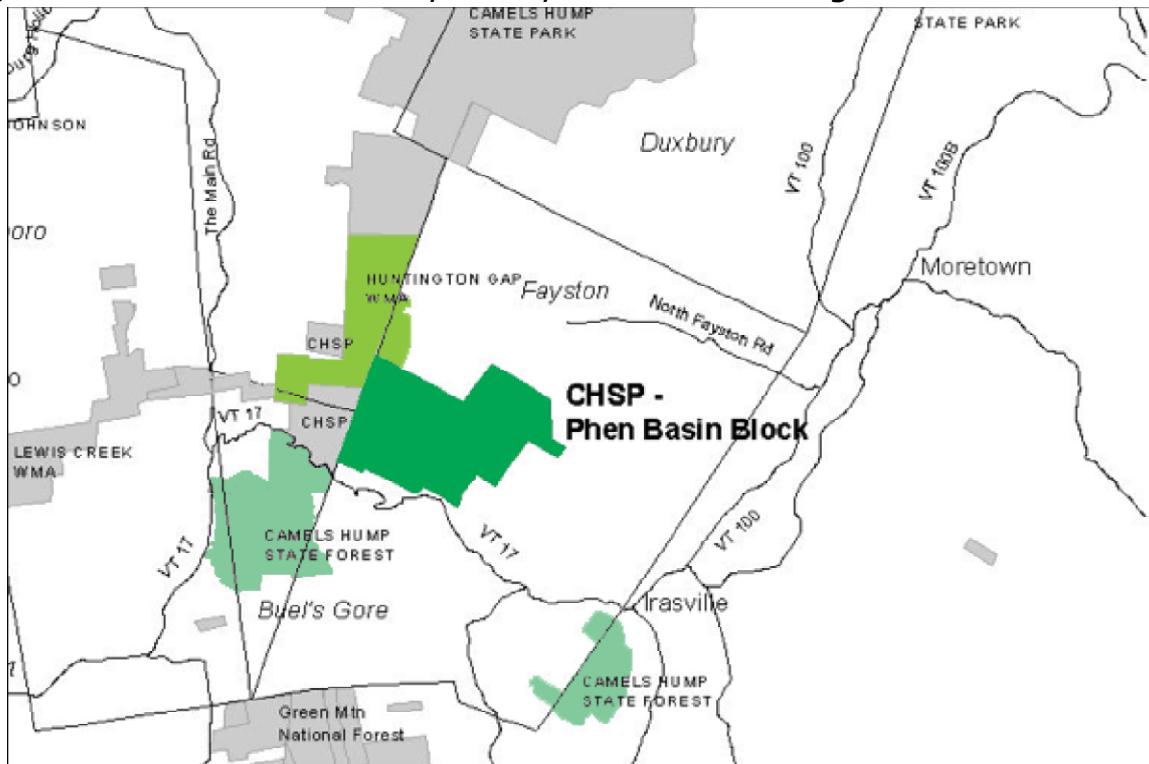 CAMELS HUMP
STATE PARK
STATE PARK
JOHNSON
The Main Rd
Duxbury
VT 100
VT 100B
Moretown
HUNTINGTON GAP
WMA
Fayston
North Fayston Rd
CHSP
CHSP -
Phen Basin Block
VT 17
CHSP
LEWIS CREEK
WMA
CAMELS HUMP
STATE FOREST
VT 17
VT 17
VT 100
Buel's Gore
Irasville
CAMELS HUMP
STATE FOREST
Green Mtn
National Forest